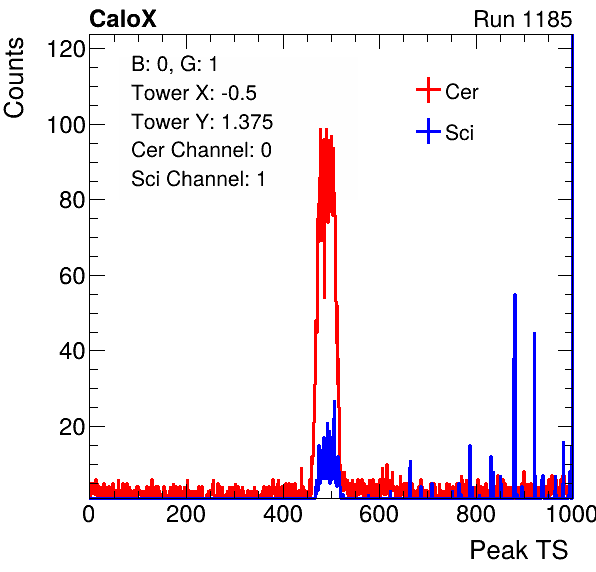 CaloX Run 1185
Counts
120
100
80
60
40
20
B: 0, G: 1
Tower X: -0.5
Tower Y: 1.375
Cer Channel: 0
Sci Channel: 1
Cer
Sci
0 200 400 600 800 1000
Peak TS